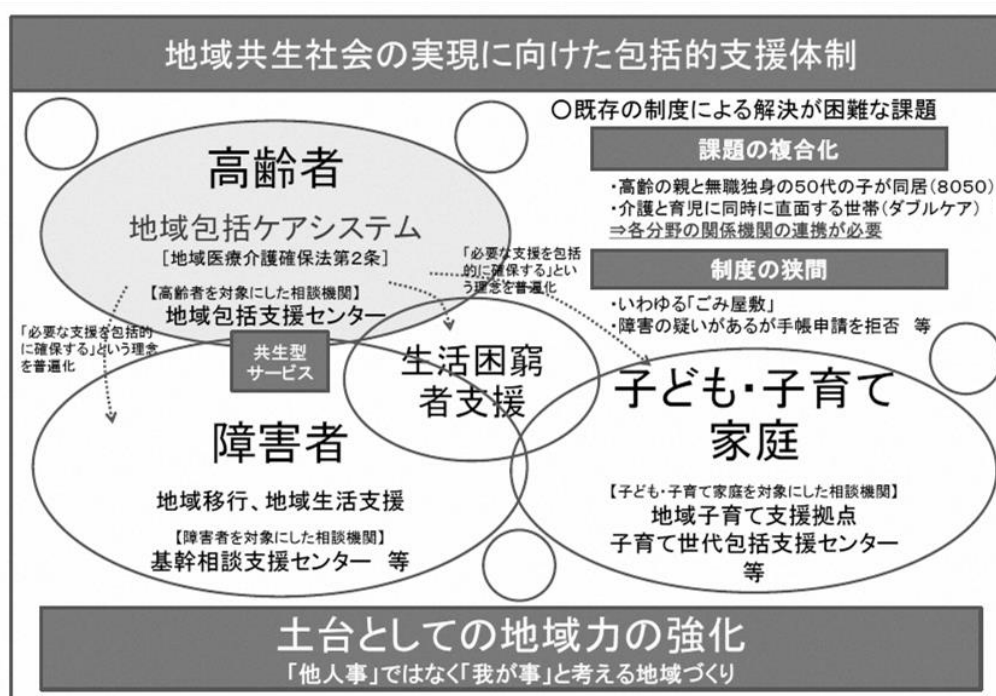 地域共生社会の実現に向けた包括的支援体制
○既存の制度による解決が困難な課題
課題の複合化
・高齢の親と無職独身の50代の子が同居(8050)
・介護と育児に同時に直面する世帯(ダブルケア)
⇒各分野の関係機関の連携が必要
制度の狭間
・いわゆる「ごみ屋敷」
・障害の疑いがあるが手帳申請を拒否 等
高齢者
地域包括ケアシステム
[地域医療介護確保法第2条]
【高齢者を対象にした相談機関】
地域包括支援センター
「必要な支援を包括
的に確保する」とい
う理念を普遍化
「必要な支援を包括的
に確保する」という理念
を普遍化
共生型
サービス
生活困窮
者支援
障害者
地域移行、地域生活支援
【障害者を対象にした相談機関】
基幹相談支援センター 等
子ども・子育て
家庭
【子ども・子育て家庭を対象にした相談機関】
地域子育て支援拠点
子育て世代包括支援センター
等
土台としての地域力の強化
「他人事」ではなく「我が事」と考える地域づくり